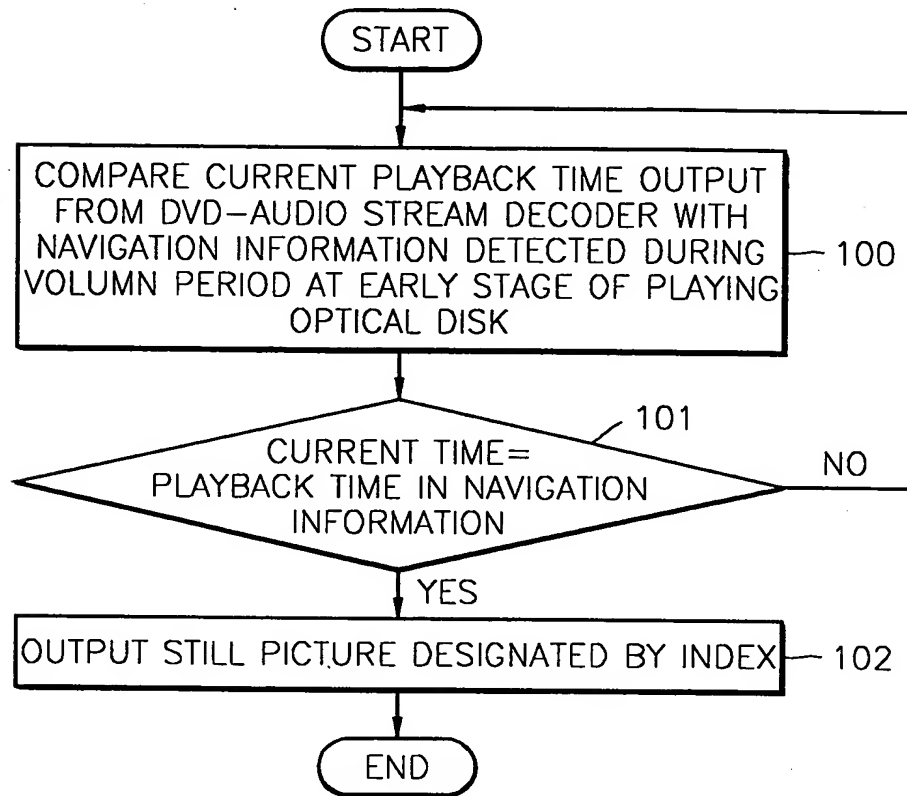 START
COMPARE CURRENT PLAYBACK TIME OUTPUT
FROM DVD-AUDIO STREAM DECODER WITH
NAVIGATION INFORMATION DETECTED DURING
VOLUMN PERIOD AT EARLY STAGE OF PLAYING
OPTICAL DISK
100
101
CURRENT TIME=
PLAYBACK TIME IN NAVIGATION
INFORMATION
NO
YES
OUTPUT STILL PICTURE DESIGNATED BY INDEX
102
END